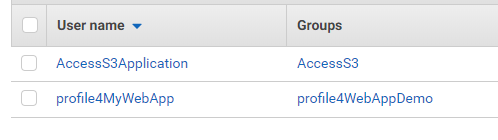 User name Groups
AccessS3Application AccessS3
profile4MyWebApp profile4WebAppDemo